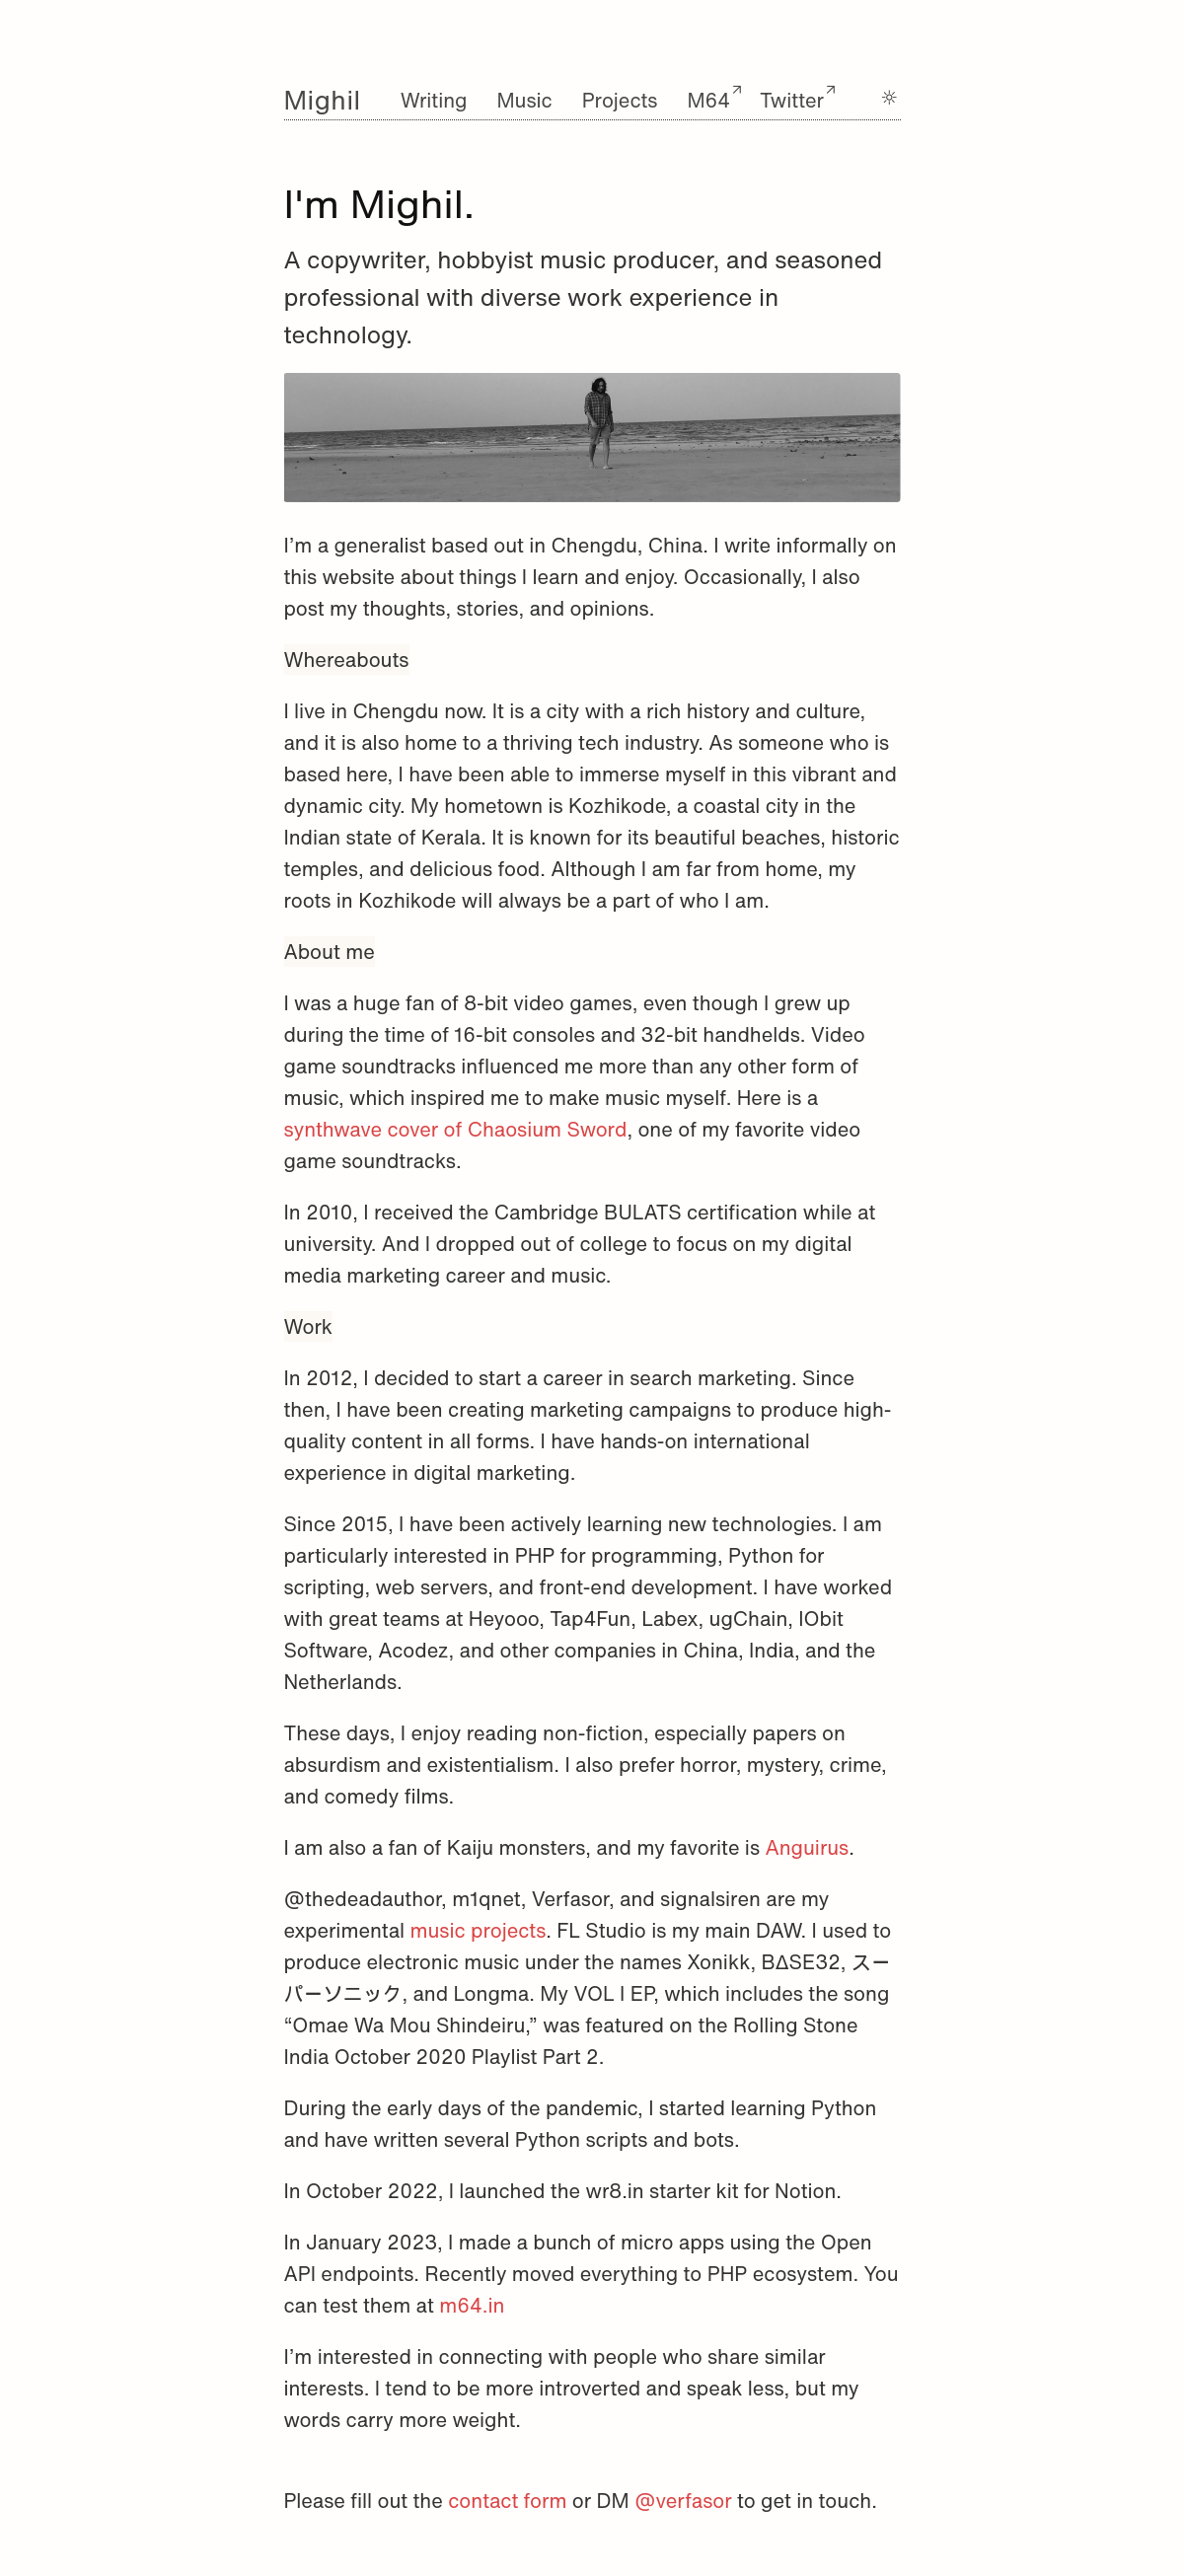 Mighil Writing Music Projects M64↗ Twitter↗
I'm Mighil.
A copywriter, hobbyist music producer, and seasoned
professional with diverse work experience in
technology.
I’m a generalist based out in Chengdu, China. I write informally on
this website about things I learn and enjoy. Occasionally, I also
post my thoughts, stories, and opinions.
Whereabouts
I live in Chengdu now. It is a city with a rich history and culture,
and it is also home to a thriving tech industry. As someone who is
based here, I have been able to immerse myself in this vibrant and
dynamic city. My hometown is Kozhikode, a coastal city in the
Indian state of Kerala. It is known for its beautiful beaches, historic
temples, and delicious food. Although I am far from home, my
roots in Kozhikode will always be a part of who I am.
About me
I was a huge fan of 8-bit video games, even though I grew up
during the time of 16-bit consoles and 32-bit handhelds. Video
game soundtracks influenced me more than any other form of
music, which inspired me to make music myself. Here is a
synthwave cover of Chaosium Sword, one of my favorite video
game soundtracks.
In 2010, I received the Cambridge BULATS certification while at
university. And I dropped out of college to focus on my digital
media marketing career and music.
Work
In 2012, I decided to start a career in search marketing. Since
then, I have been creating marketing campaigns to produce high-
quality content in all forms. I have hands-on international
experience in digital marketing.
Since 2015, I have been actively learning new technologies. I am
particularly interested in PHP for programming, Python for
scripting, web servers, and front-end development. I have worked
with great teams at Heyooo, Tap4Fun, Labex, ugChain, IObit
Software, Acodez, and other companies in China, India, and the
Netherlands.
These days, I enjoy reading non-fiction, especially papers on
absurdism and existentialism. I also prefer horror, mystery, crime,
and comedy films.
I am also a fan of Kaiju monsters, and my favorite is Anguirus.
@thedeadauthor, m1qnet, Verfasor, and signalsiren are my
experimental music projects. FL Studio is my main DAW. I used to
produce electronic music under the names Xonikk, BΔSE32, スー
パーソニック, and Longma. My VOL I EP, which includes the song
“Omae Wa Mou Shindeiru,” was featured on the Rolling Stone
India October 2020 Playlist Part 2.
During the early days of the pandemic, I started learning Python
and have written several Python scripts and bots.
In October 2022, I launched the wr8.in starter kit for Notion.
In January 2023, I made a bunch of micro apps using the Open
API endpoints. Recently moved everything to PHP ecosystem. You
can test them at m64.in
I’m interested in connecting with people who share similar
interests. I tend to be more introverted and speak less, but my
words carry more weight.
Please fill out the contact form or DM @verfasor to get in touch.